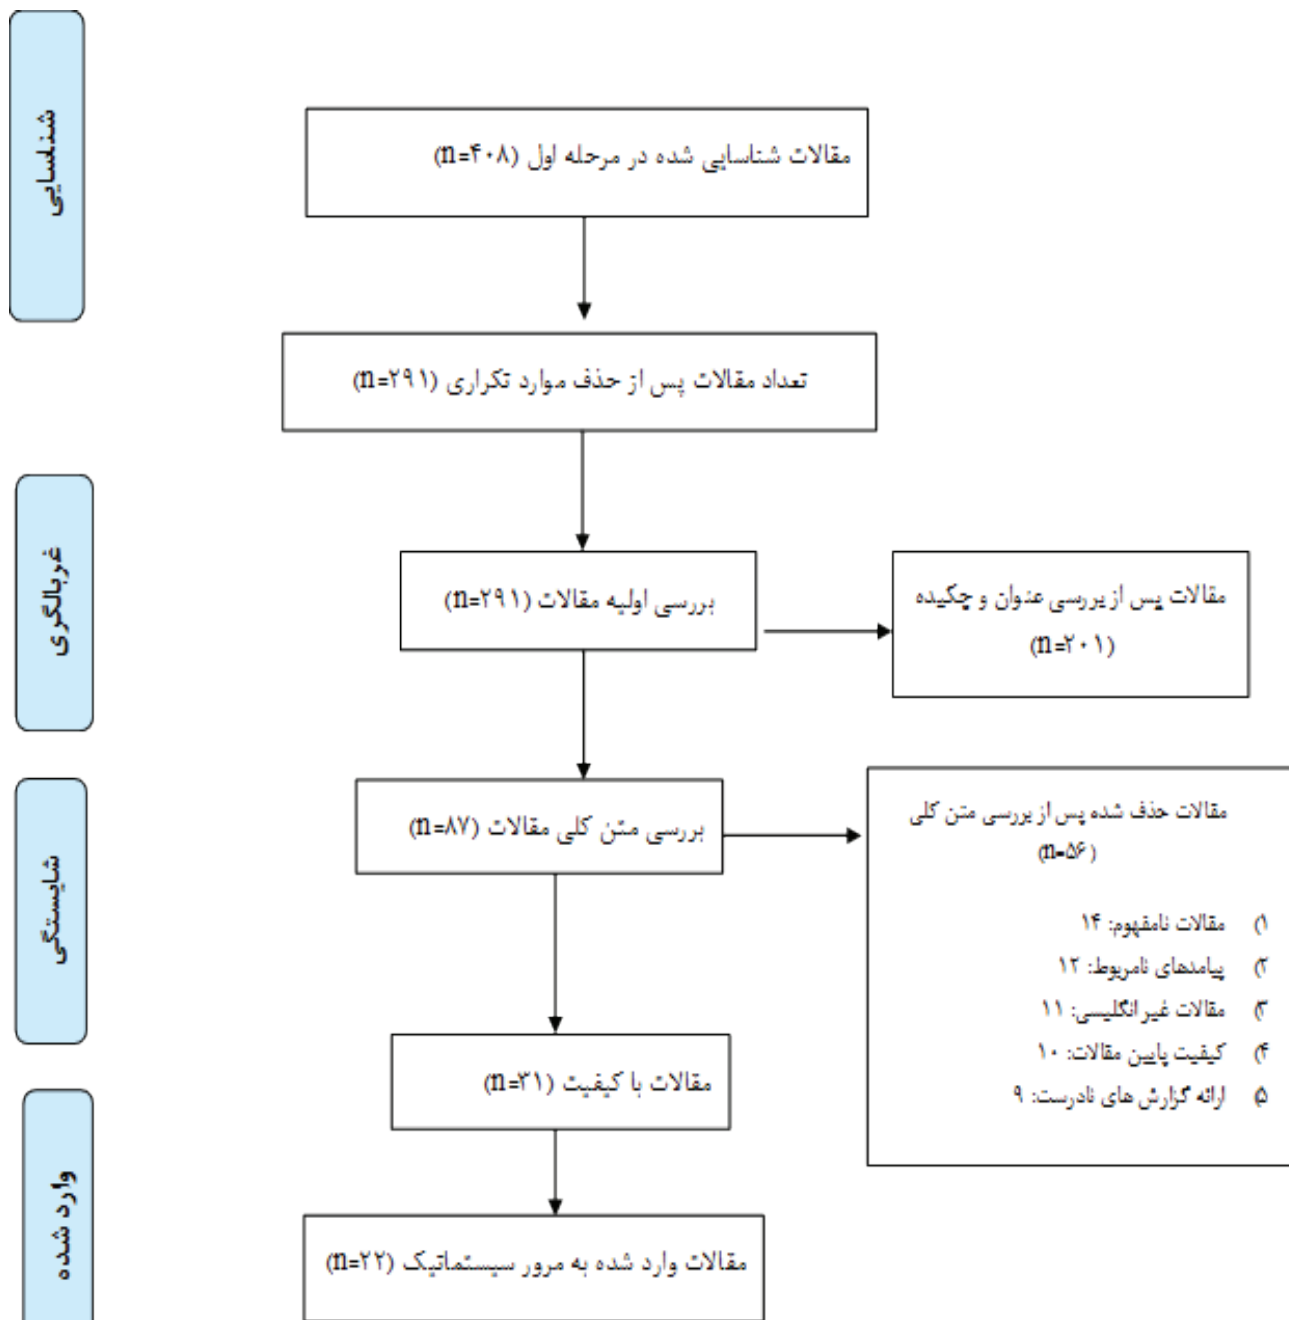 شناسایی
مقالات شناسایی شده در مرحله اول (n=۴۰۸)
تعداد مقالات پس از حذف موارد تکراری (n=۲۹۱)
غربالگری
بررسی اولیه مقالات (n=۲۹۱)
مقالات پس از بررسی عنوان و چکیده
(n=۲۰۱)
شایستگی
بررسی متن کلی مقالات (n=۸۷)
مقالات حذف شده پس از بررسی متن کلی
(n=۵۶)
۱) مقالات نامفهوم: ۱۴
۲) پیامدهای نامربوط: ۱۲
۳) مقالات غیر انگلیسی: ۱۱
۴) کیفیت پایین مقالات: ۱۰
۵) ارائه گزارش های نادرست: ۹
مقالات با کیفیت (n=۳۱)
وارد شده
مقالات وارد شده به مرور سیستماتیک (n=۲۲)